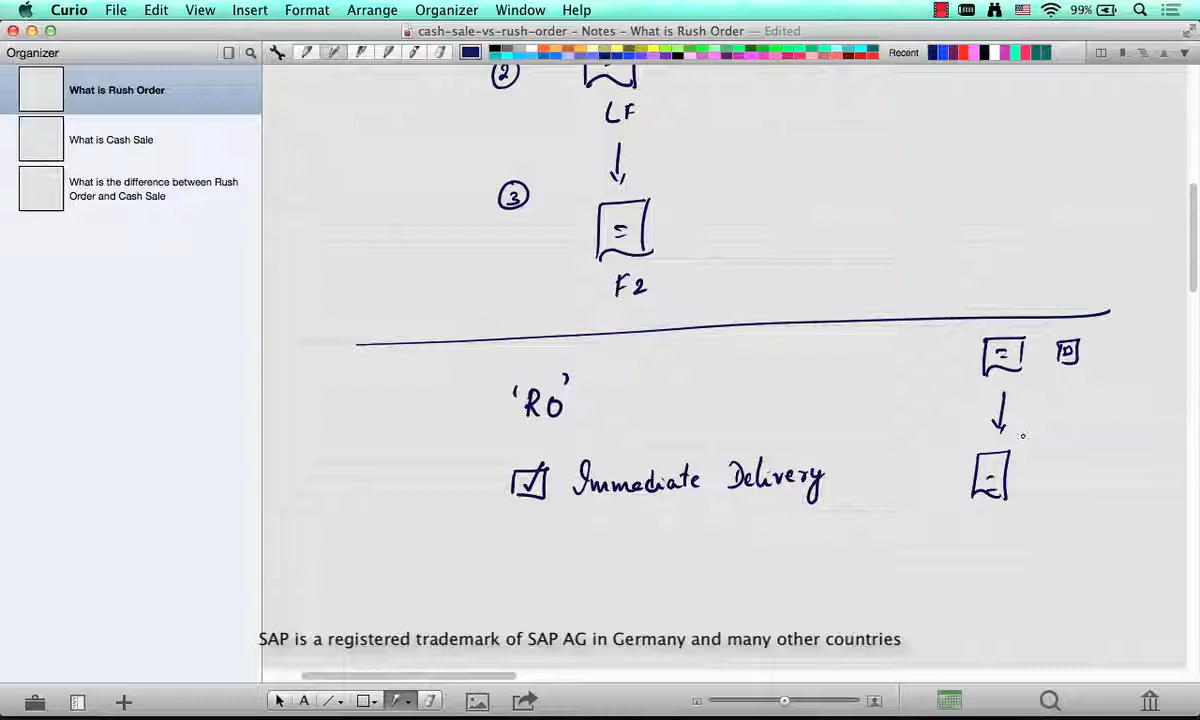 Curio File Edit View Insert Format Arrange Organizer Window Help 99%
cash-sale-vs-rush-order – Notes – What is Rush Order — Edited
Organizer Recent
What is Rush Order
What is Cash Sale
What is the difference between Rush
Order and Cash Sale
2
LF
3
F2
'RO'
D
Immediate Delivery
SAP is a registered trademark of SAP AG in Germany and many other countries
A